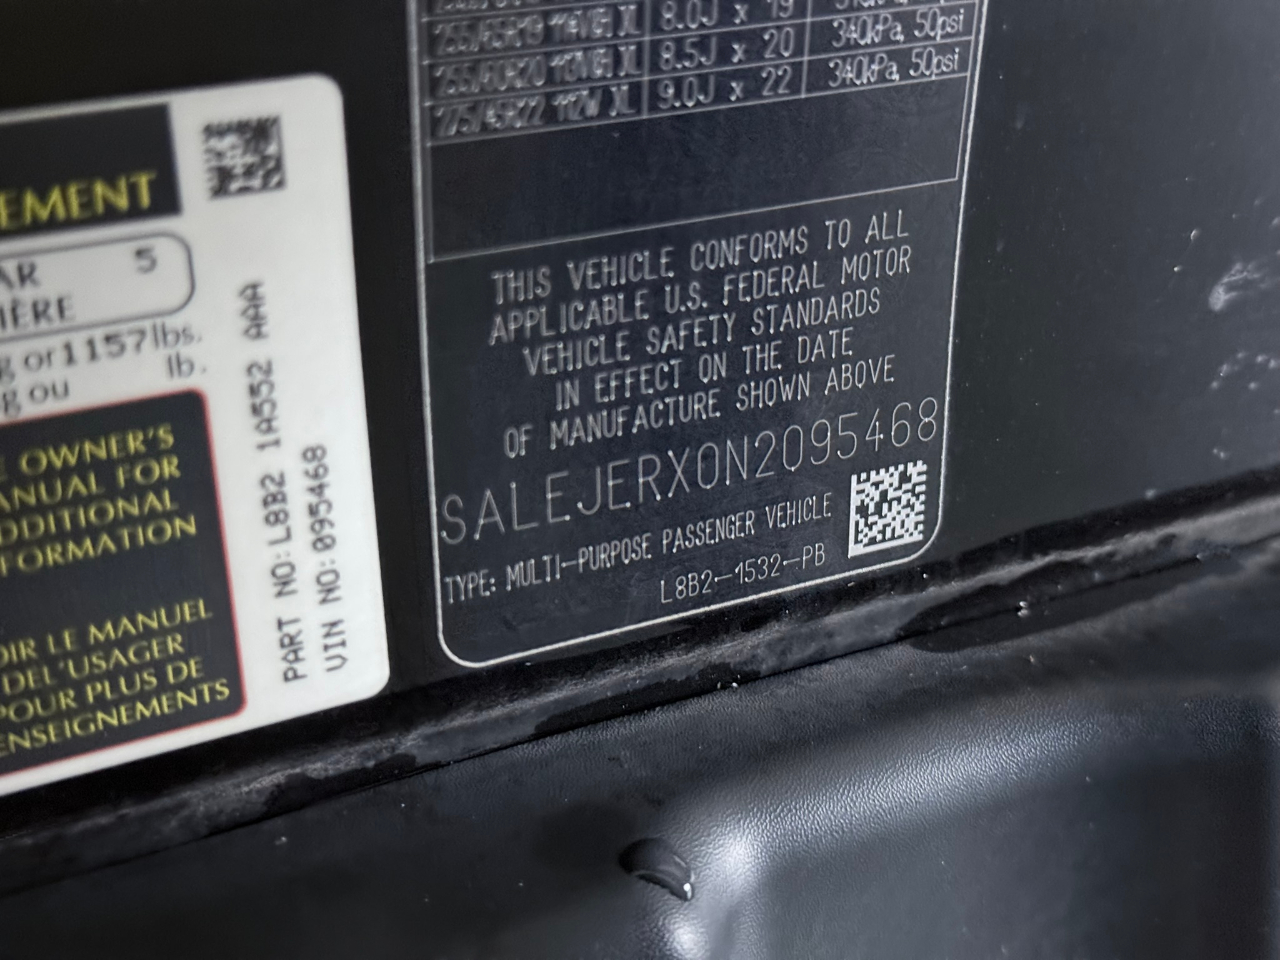 EMENT
AR 5
IÈRE
g or 1157 lbs.
g ou lb.
E OWNER'S
ANUAL FOR
DDITIONAL
FORMATION
OIR LE MANUEL
DEL'USAGER
POUR PLUS DE
ENSEIGNEMENTS
PART NO:L8B2 1A552 AAA
VIN NO:095468
8.0J x 19
255/60R20 XL 8.5J x 20 340kPa, 50psi
275/45R22 112W XL 9.0J x 22 340kPa, 50psi
THIS VEHICLE CONFORMS TO ALL
APPLICABLE U.S. FEDERAL MOTOR
VEHICLE SAFETY STANDARDS
IN EFFECT ON THE DATE
OF MANUFACTURE SHOWN ABOVE
SALEJERX0N2095468
TYPE: MULTI-PURPOSE PASSENGER VEHICLE
L8B2-1532-PB